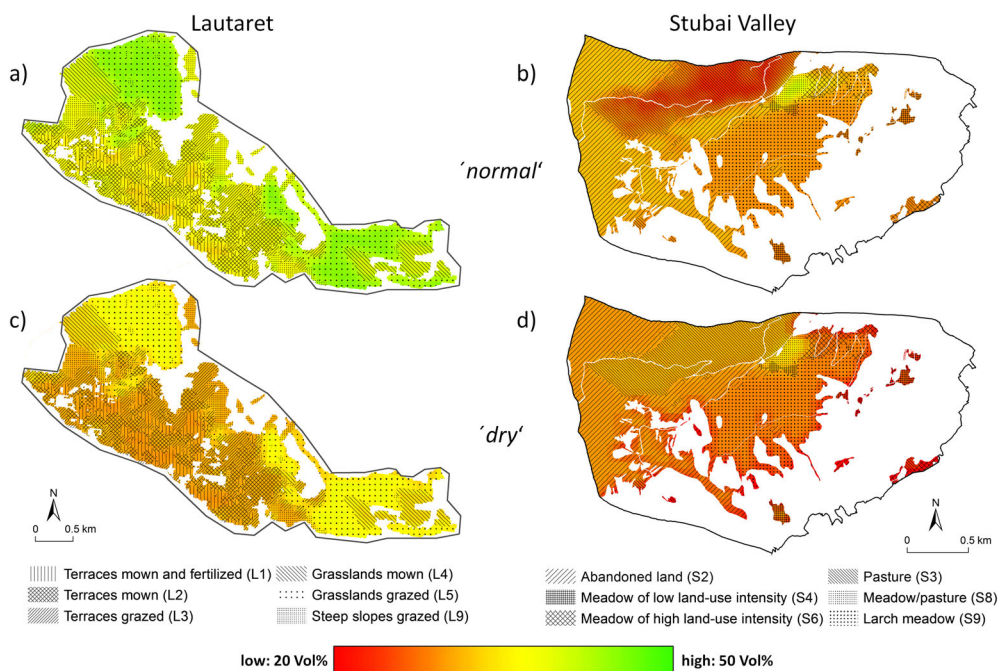 Lautaret
Stubai Valley
a)
b)
´normal‘
c)
d)
´dry‘
N
0 0.5 km
N
0 0.5 km
Terraces mown and fertilized (L1)
Terraces mown (L2)
Terraces grazed (L3)
Grasslands mown (L4)
Grasslands grazed (L5)
Steep slopes grazed (L9)
Abandoned land (S2)
Meadow of low land-use intensity (S4)
Meadow of high land-use intensity (S6)
Pasture (S3)
Meadow/pasture (S8)
Larch meadow (S9)
low: 20 Vol%
high: 50 Vol%